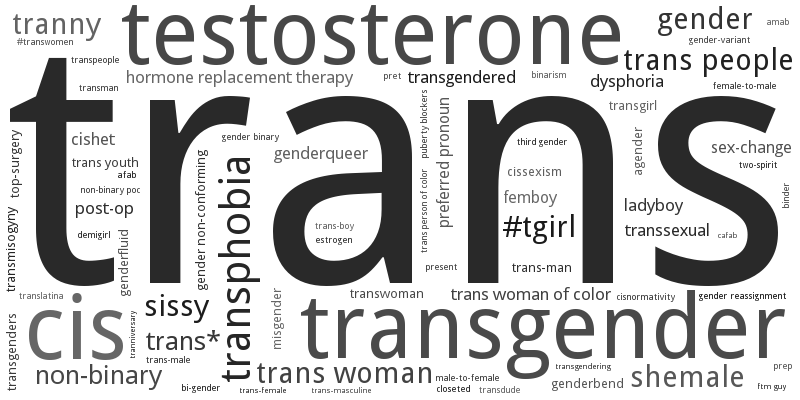 tranny
testosterone
gender
amab
#transwomen
gender-variant
transpeople
trans people
hormone replacement therapy
pret
transgendered
binarism
dysphoria
transman
female-to-male
trans
puberty blockers
preferred pronoun
transgirl
top-surgery
cishet
gender binary
third gender
agender
sex-change
genderqueer
trans youth
two-spirit
afab
cissexism
non-binary poc
gender non-conforming
transphobia
trans person of color
femboy
binder
post-op
ladyboy
transmisogyny
trans-boy
#tgirl
transsexual
demigirl
estrogen
cafab
genderfluid
present
trans-man
translatina
transwoman
trans woman of color
cisnormativity
gender reassignment
cis
sissy
misgender
transgender
transgenders
tranniversary
trans*
trans-male
non-binary
trans woman
transgendering
prep
bi-gender
male-to-female
genderbend
shemale
trans-female
trans-masculine
closeted
transdude
ftm guy